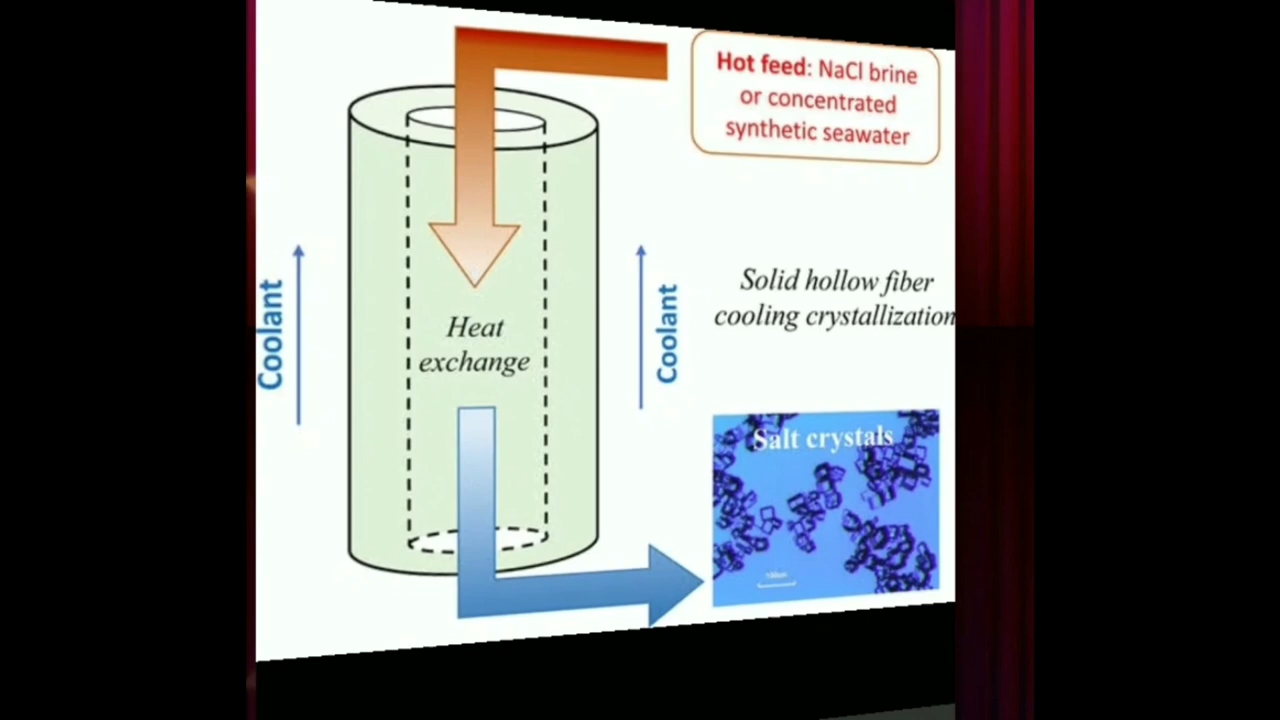 Hot feed: NaCl brine
or concentrated
synthetic seawater
Coolant
Heat
exchange
Coolant
Solid hollow fiber
cooling crystallization
Salt crystals